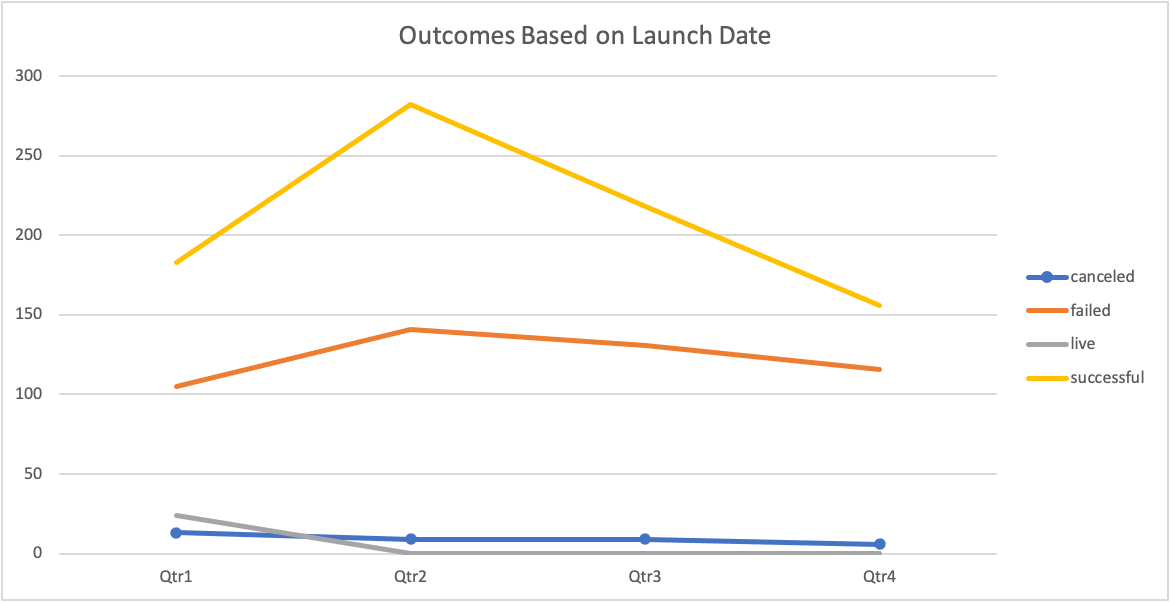 Outcomes Based on Launch Date
300
250
200
150
100
50
0
Qtr1 Qtr2 Qtr3 Qtr4
canceled
failed
live
successful